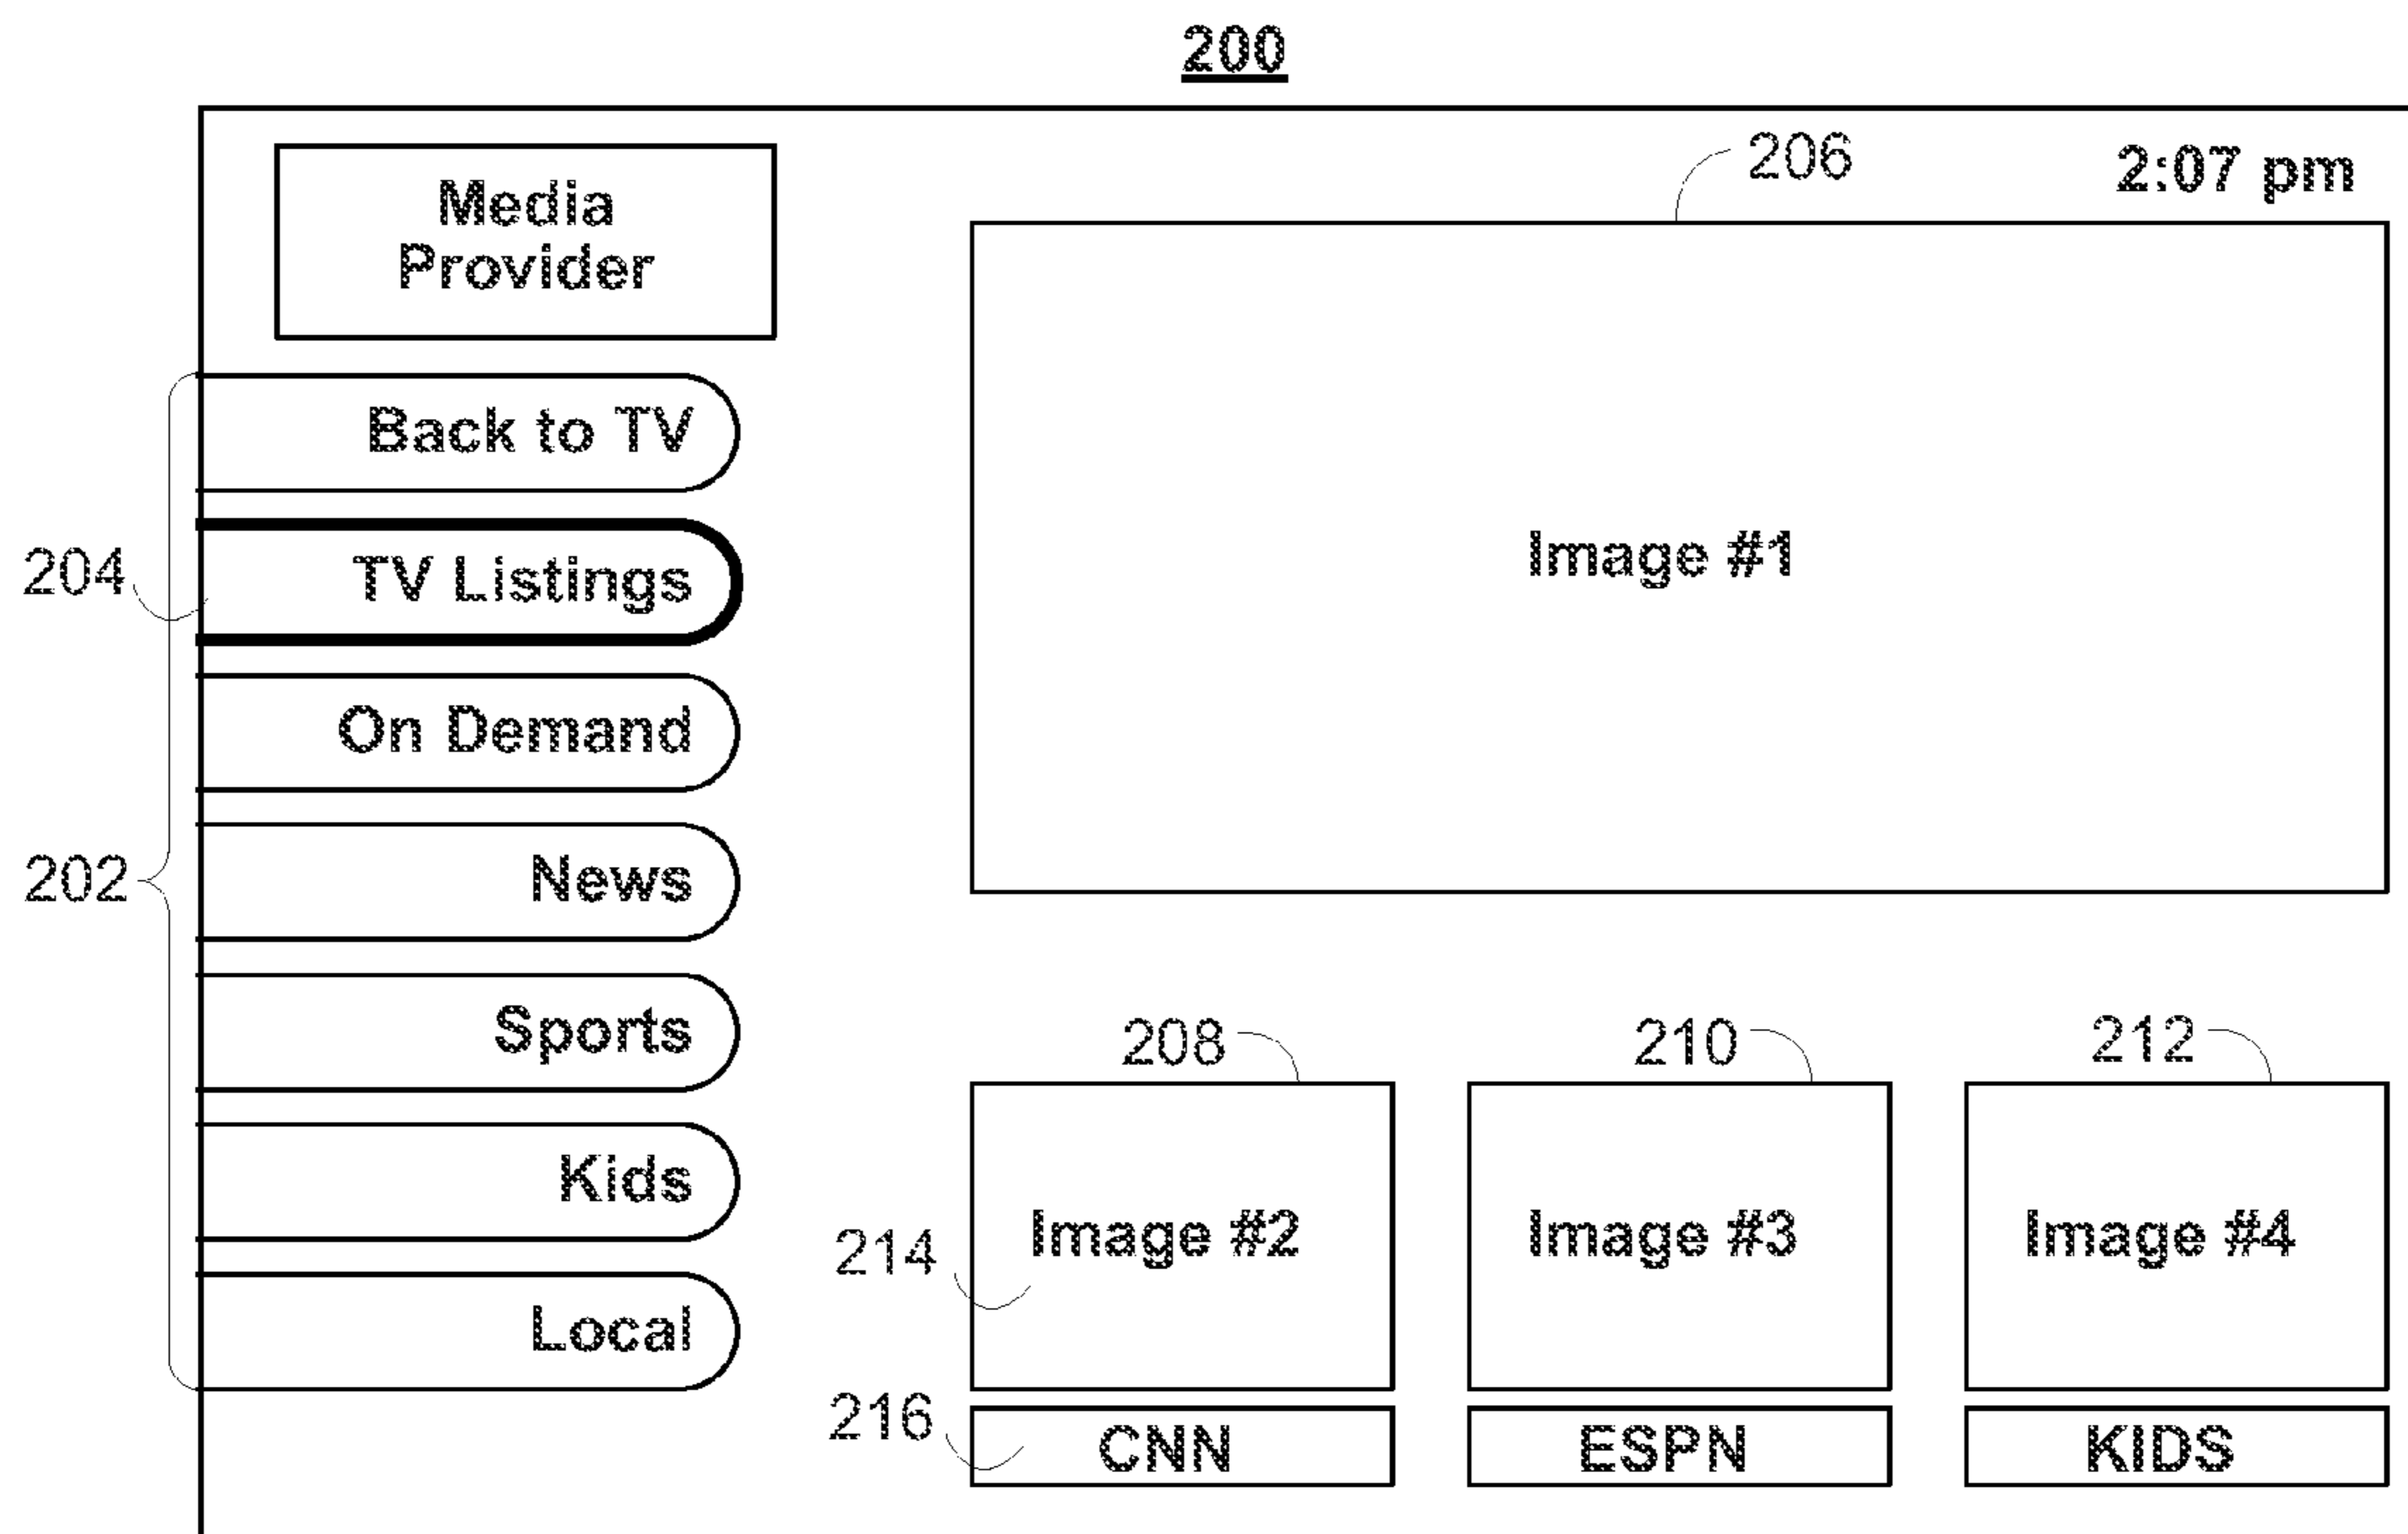 200
206
2:07 pm
Media
Provider
Back to TV
Image #1
204
TV Listings
On Demand
202
News
Sports
208
210
212
Kids
214
Image #2
Image #3
Image #4
Local
216
CNN
ESPN
KIDS